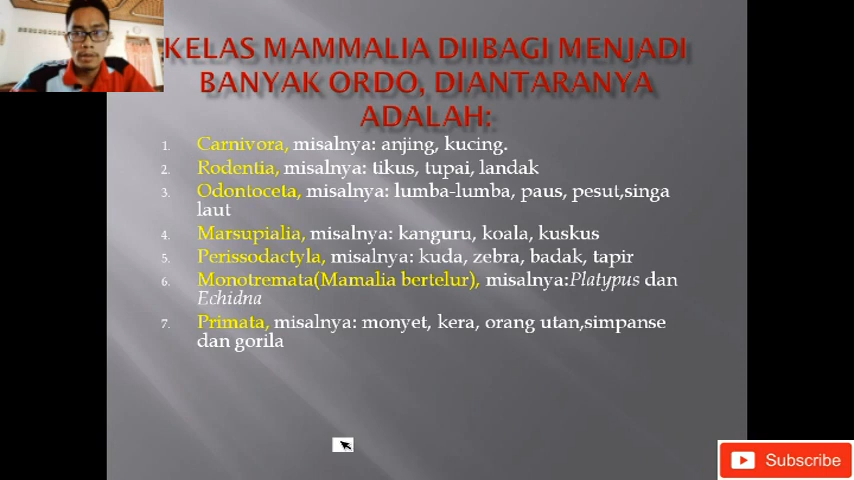 KELAS MAMMALIA DIIBAGI MENJADI
BANYAK ORDO, DIANTARANYA
ADALAH:
1. Carnivora, misalnya: anjing, kucing.
2. Rodentia, misalnya: tikus, tupai, landak
3. Odontoceta, misalnya: lumba-lumba, paus, pesut,singa
laut
4. Marsupialia, misalnya: kanguru, koala, kuskus
5. Perissodactyla, misalnya: kuda, zebra, badak, tapir
6. Monotremata(Mamalia bertelur), misalnya:Platypus dan
Echidna
7. Primata, misalnya: monyet, kera, orang utan,simpanse
dan gorila
Subscribe